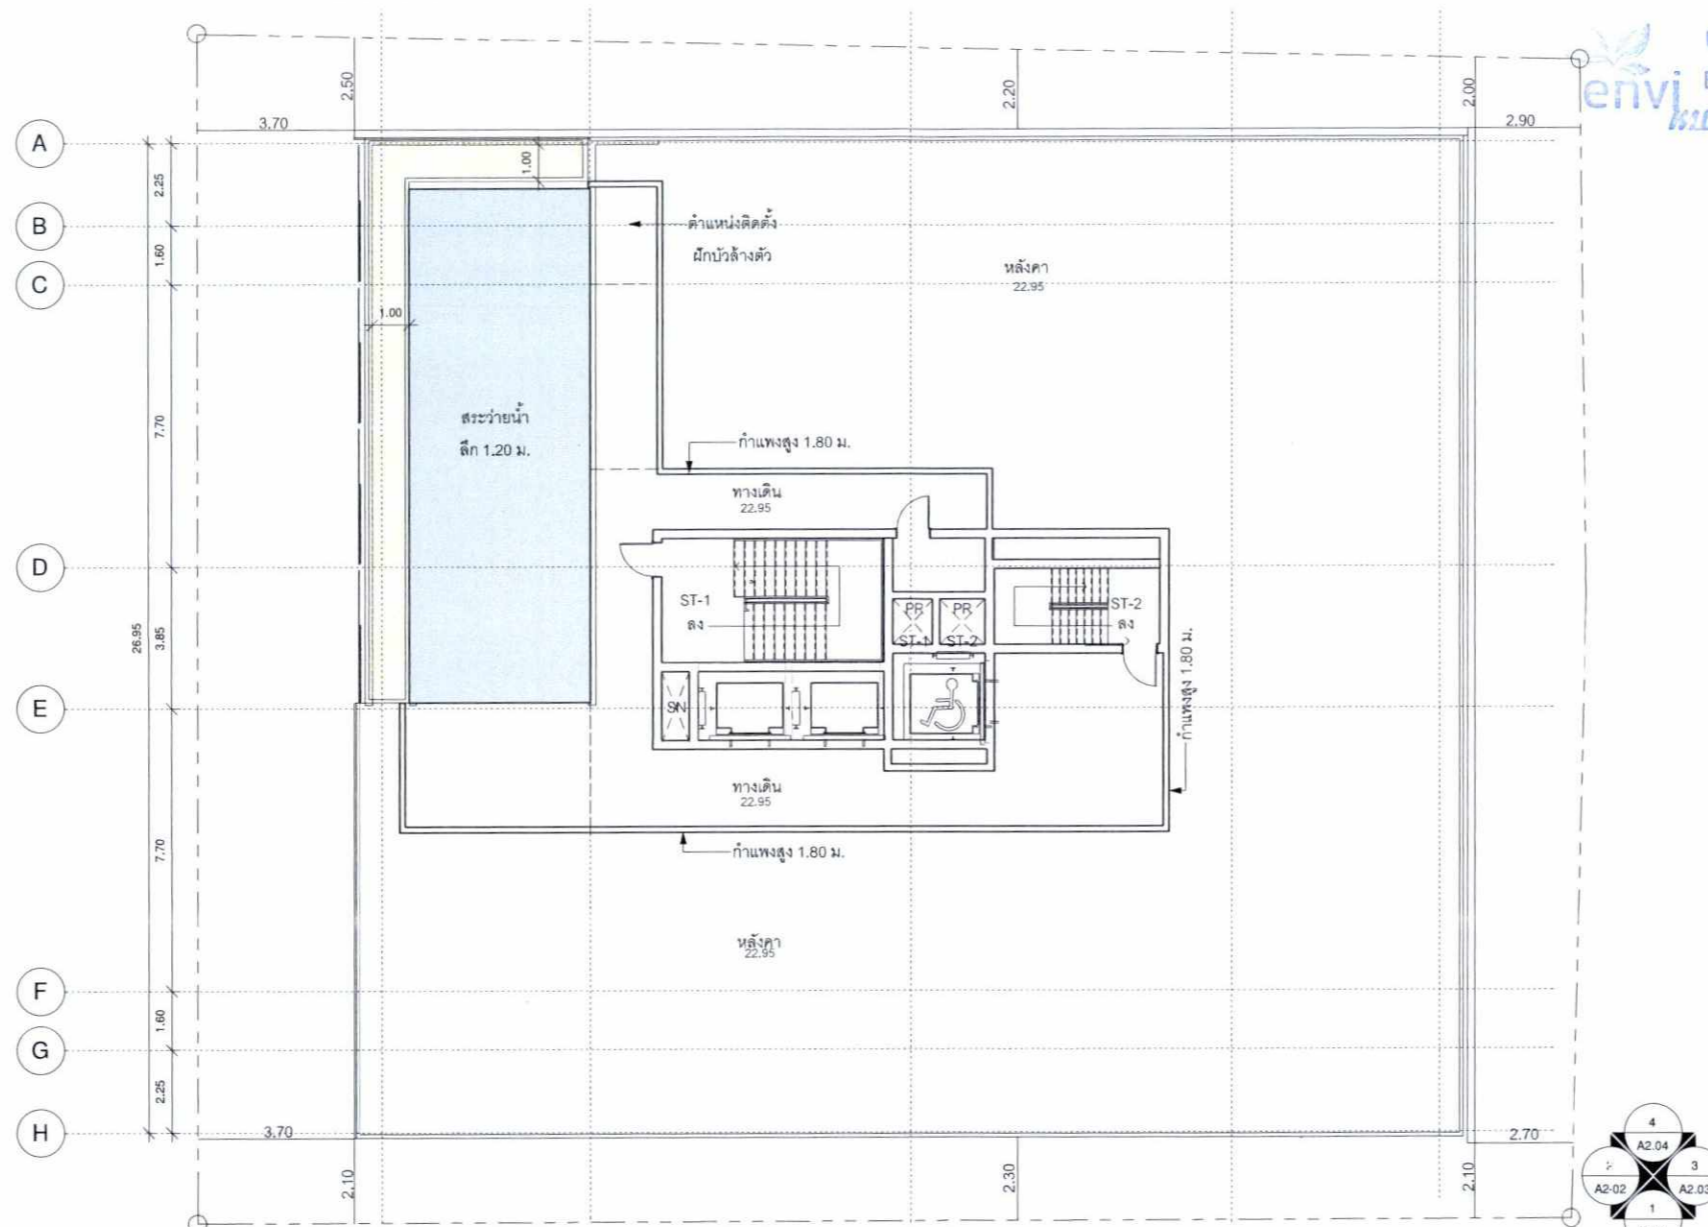 envi
2.50
2.20
2.00
3.70
2.90
A
1.00
2.25
B
ตำแหน่งติดตั้ง
ฝักบัวล้างตัว
1.60
หลังคา
22.95
C
1.00
สระว่ายน้ำ
ลึก 1.20 ม.
7.70
กำแพงสูง 1.80 ม.
ทางเดิน
22.95
D
ST-1
ลง
PR
PR
ST-1
ST-2
ST-2
ลง
26.95
3.85
กำแพงสูง 1.80 ม.
E
SN
ทางเดิน
22.95
กำแพงสูง 1.80 ม.
7.70
หลังคา
22.95
F
1.60
G
2.25
H
3.70
2.70
2.10
2.30
2.10
4
A2.04
2
A2-02
3
A2.03
1